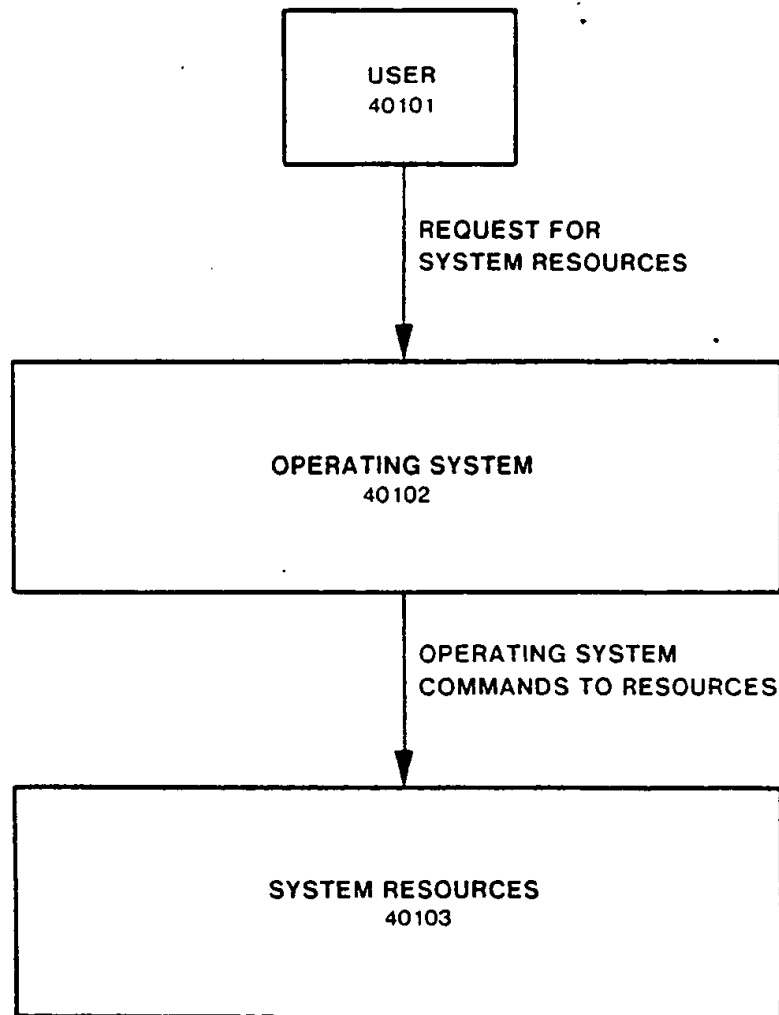 USER
40101
REQUEST FOR
SYSTEM RESOURCES
OPERATING SYSTEM
40102
OPERATING SYSTEM
COMMANDS TO RESOURCES
SYSTEM RESOURCES
40103